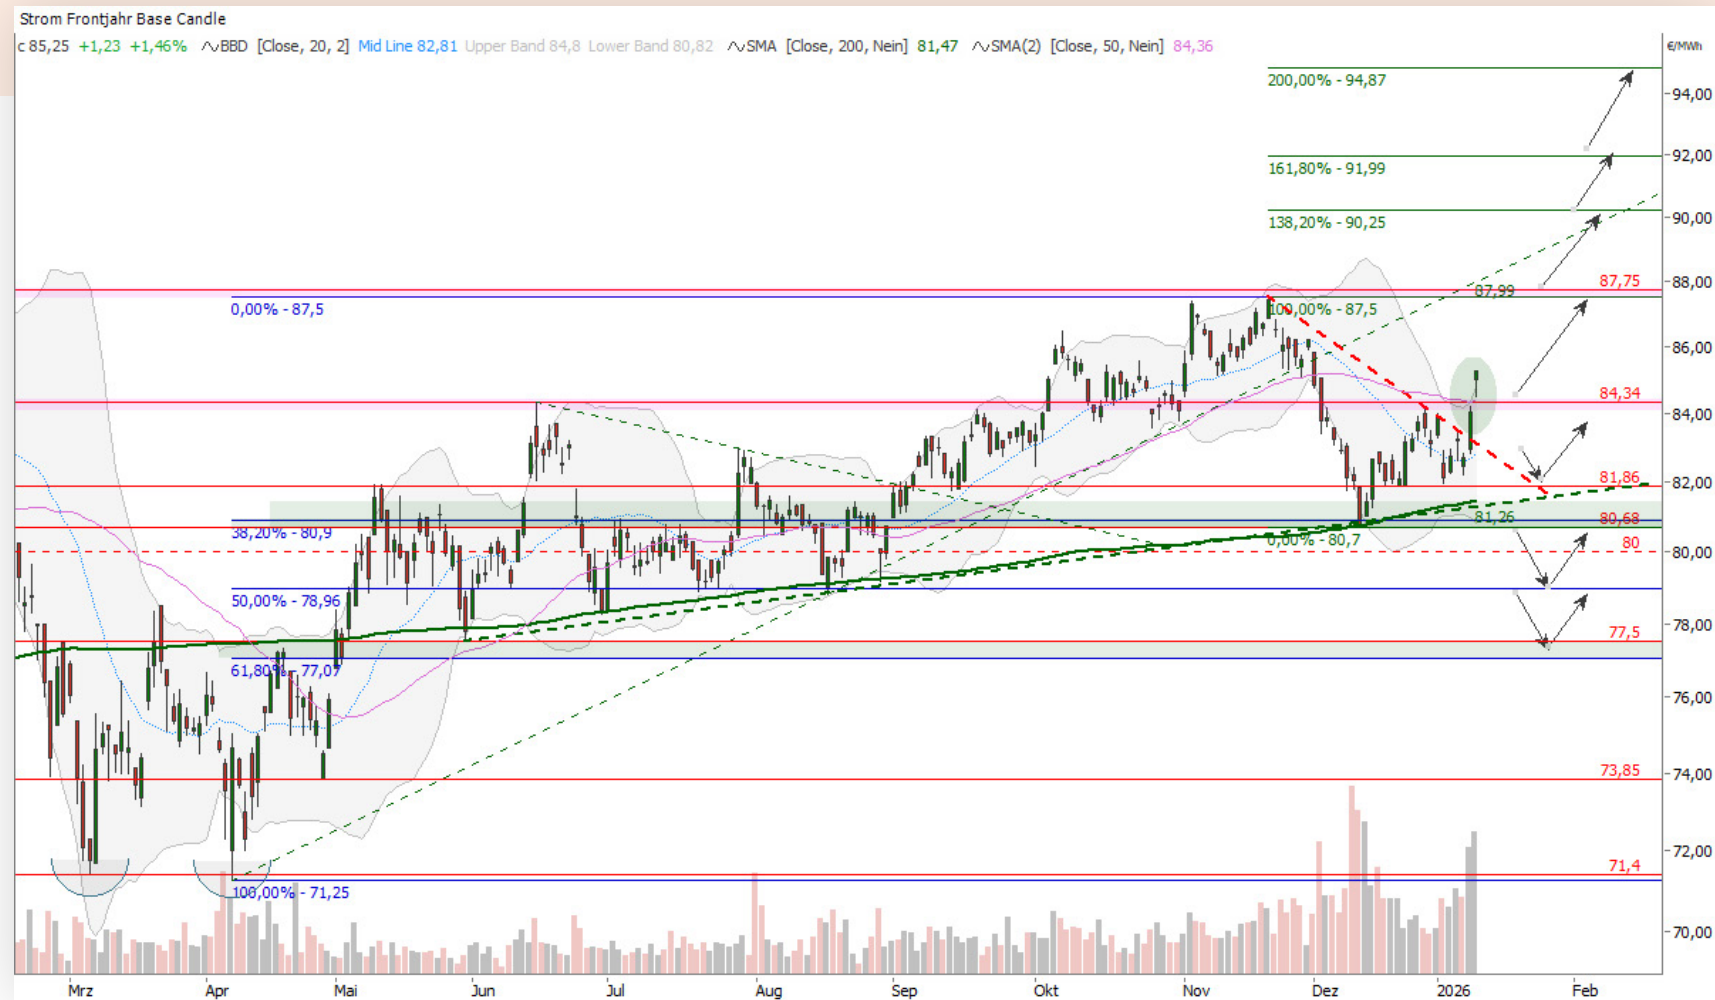 Strom Frontjahr Base Candle
c 85,25 +1,23 +1,46% BBD [Close, 20, 2] Mid Line 82,81 Upper Band 84,8 Lower Band 80,82 SMA [Close, 200, Nein] 81,47 SMA(2) [Close, 50, Nein] 84,36
€/MWh
200,00% - 94,87
94,00
92,00
161,80% - 91,99
90,00
138,20% - 90,25
88,00
87,75
87,99
0,00% - 87,5
100,00% - 87,5
86,00
84,34
84,00
81,86
82,00
81,26
80,68
38,20% - 80,9
0,00% - 80,7
80
80,00
50,00% - 78,96
78,00
77,5
61,80% - 77,07
76,00
73,85
74,00
72,00
71,4
100,00% - 71,25
70,00
Mrz Apr Mai Jun Jul Aug Sep Okt Nov Dez 2026 Feb